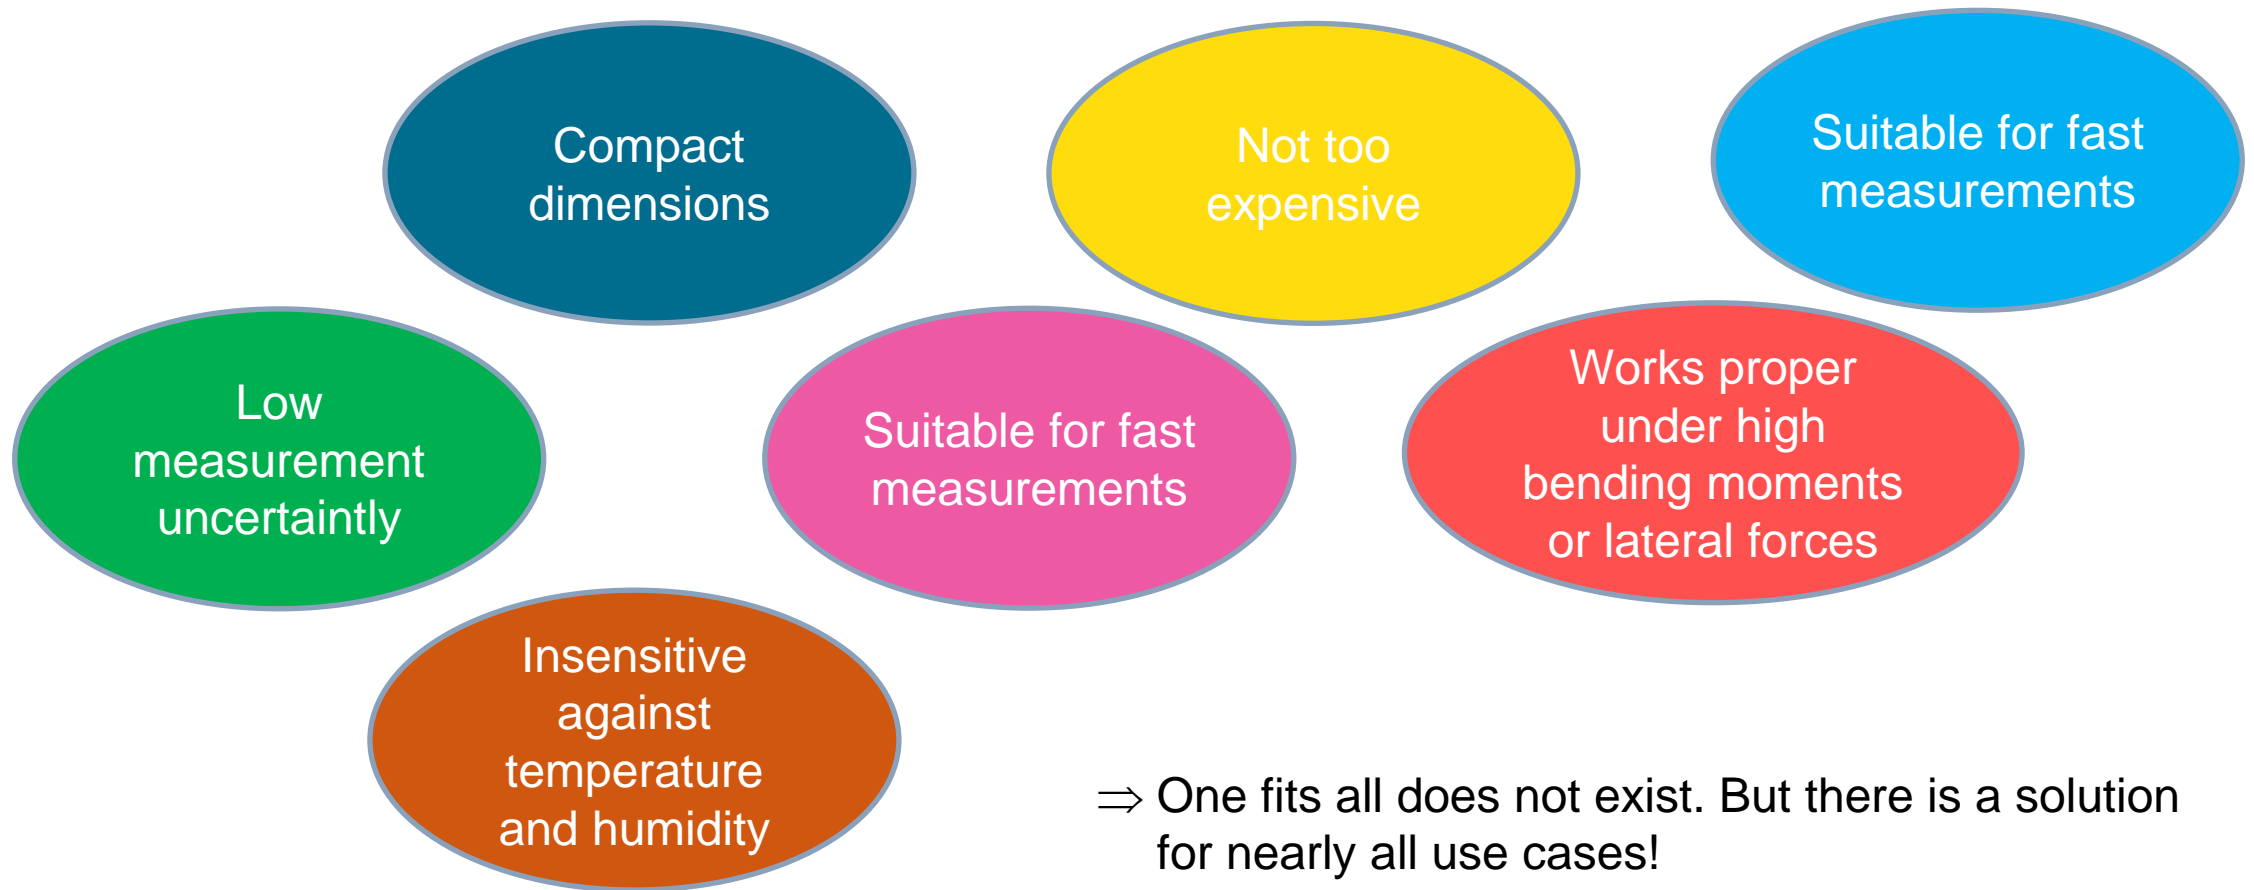 Compact
dimensions
Not too
expensive
Suitable for fast
measurements
Low
measurement
uncertaintly
Suitable for fast
measurements
Works proper
under high
bending moments
or lateral forces
Insensitive
against
temperature
and humidity
⇒ One fits all does not exist. But there is a solution
for nearly all use cases!